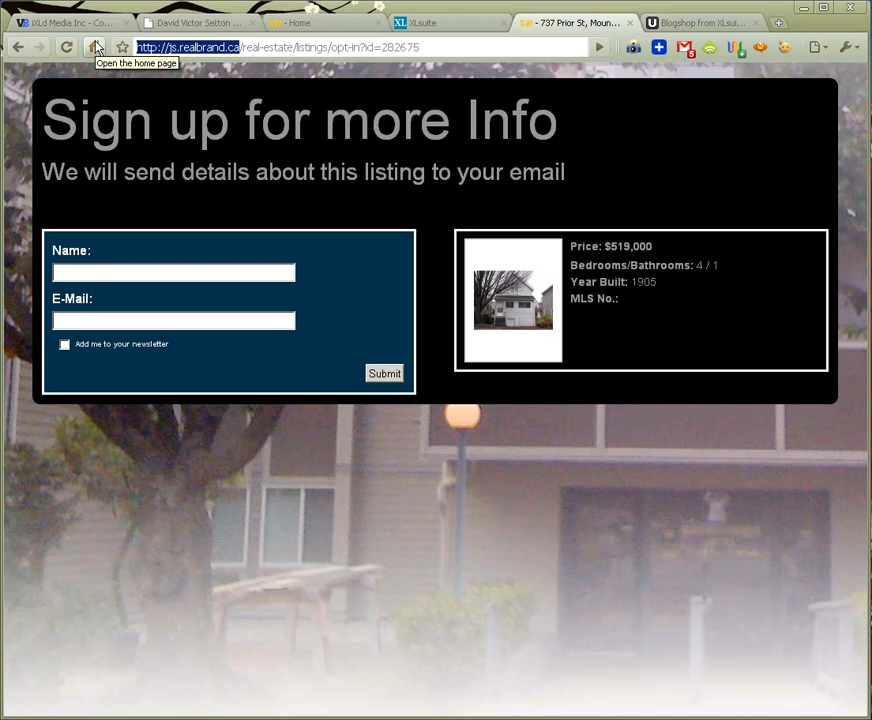 iXLd Media Inc - Co...
David Victor Setton ...
SW - Home
XL XLsuite
SW - 737 Prior St, Moun...
U Blogshop from XLsui...
http://js.realbrand.ca/real-estate/listings/opt-in?id=282675
5
Open the home page
Sign up for more Info
We will send details about this listing to your email
Name:
E-Mail:
Add me to your newsletter
Submit
Price: $519,000
Bedrooms/Bathrooms: 4 / 1
Year Built: 1905
MLS No.: